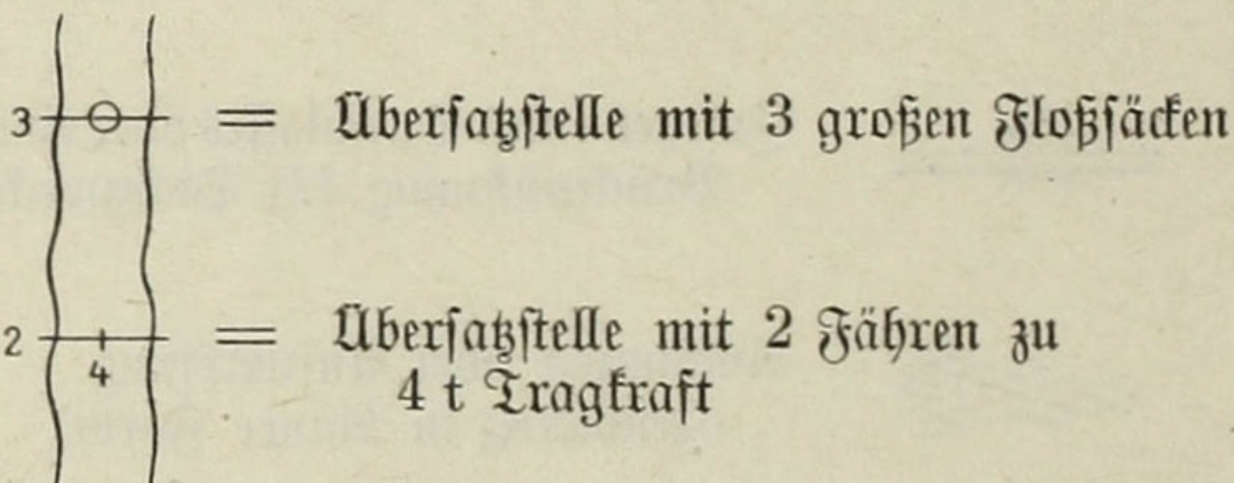 3 = Übersatzstelle mit 3 großen Floßsäcken
2 = Übersatzstelle mit 2 Fähren zu
4 4 t Tragkraft